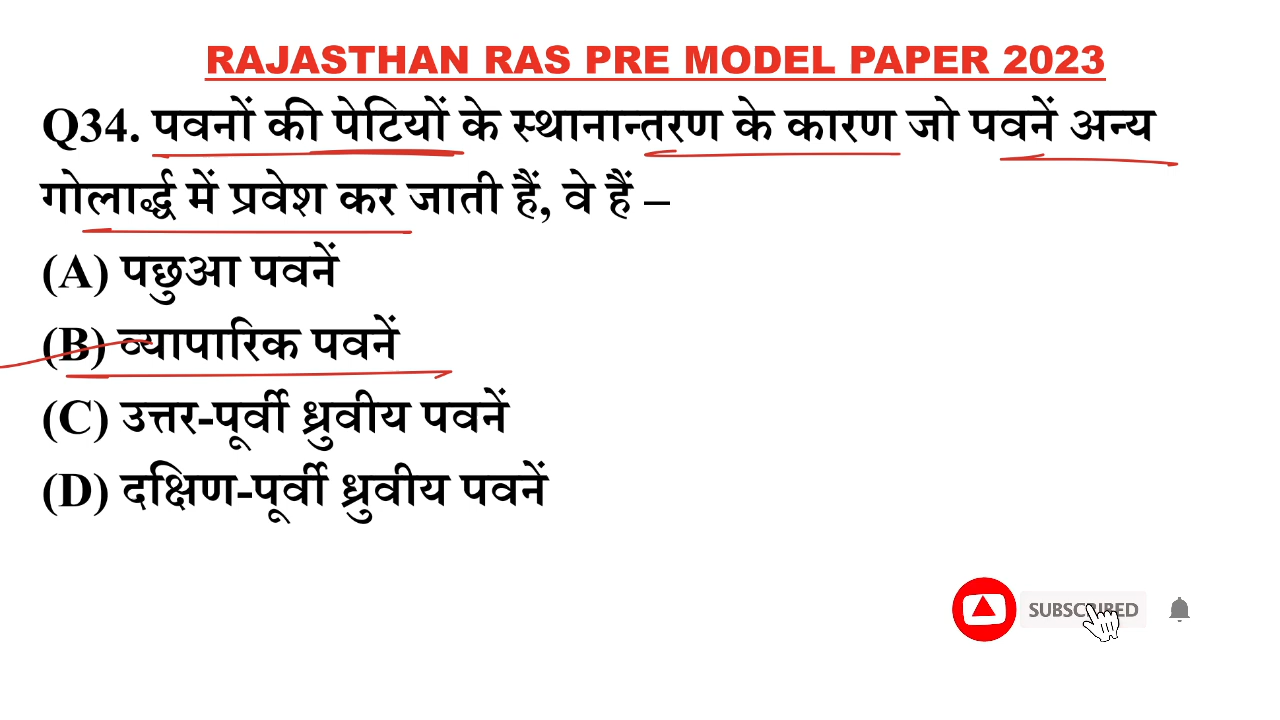 RAJASTHAN RAS PRE MODEL PAPER 2023
Q34. पवनों की पेटियों के स्थानान्तरण के कारण जो पवनें अन्य
गोलार्द्ध में प्रवेश कर जाती हैं, वे हैं –
(A) पछुआ पवनें
(B) व्यापारिक पवनें
(C) उत्तर-पूर्वी ध्रुवीय पवनें
(D) दक्षिण-पूर्वी ध्रुवीय पवनें
SUBSCRIBED